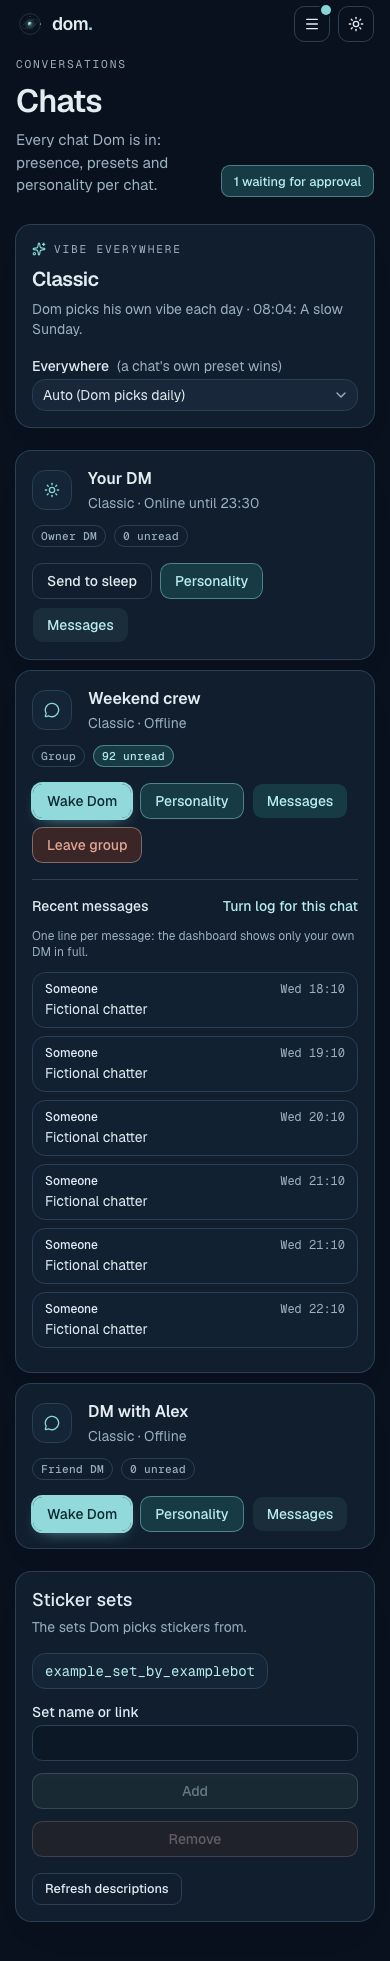 dom.
CONVERSATIONS
Chats
Every chat Dom is in:
presence, presets and
personality per chat.
1 waiting for approval
VIBE EVERYWHERE
Classic
Dom picks his own vibe each day · 08:04: A slow
Sunday.
Everywhere (a chat's own preset wins)
Auto (Dom picks daily)
Your DM
Classic · Online until 23:30
Owner DM 0 unread
Send to sleep Personality
Messages
Weekend crew
Classic · Offline
Group 92 unread
Wake Dom Personality Messages
Leave group
Recent messages Turn log for this chat
One line per message: the dashboard shows only your own
DM in full.
Someone Wed 18:10
Fictional chatter
Someone Wed 19:10
Fictional chatter
Someone Wed 20:10
Fictional chatter
Someone Wed 21:10
Fictional chatter
Someone Wed 21:10
Fictional chatter
Someone Wed 22:10
Fictional chatter
DM with Alex
Classic · Offline
Friend DM 0 unread
Wake Dom Personality Messages
Sticker sets
The sets Dom picks stickers from.
example_set_by_examplebot
Set name or link
Add
Remove
Refresh descriptions